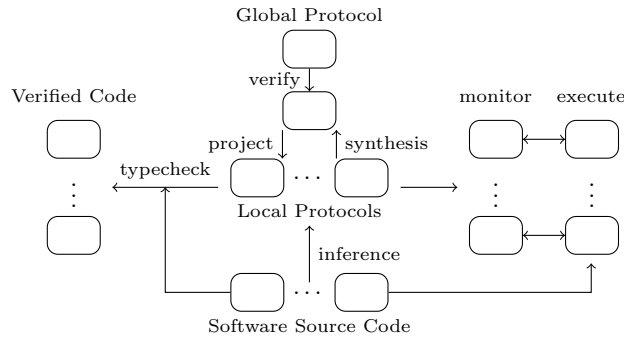 Global Protocol
verify
Verified Code
monitor
execute
project
synthesis
typecheck
...
Local Protocols
inference
...
Software Source Code